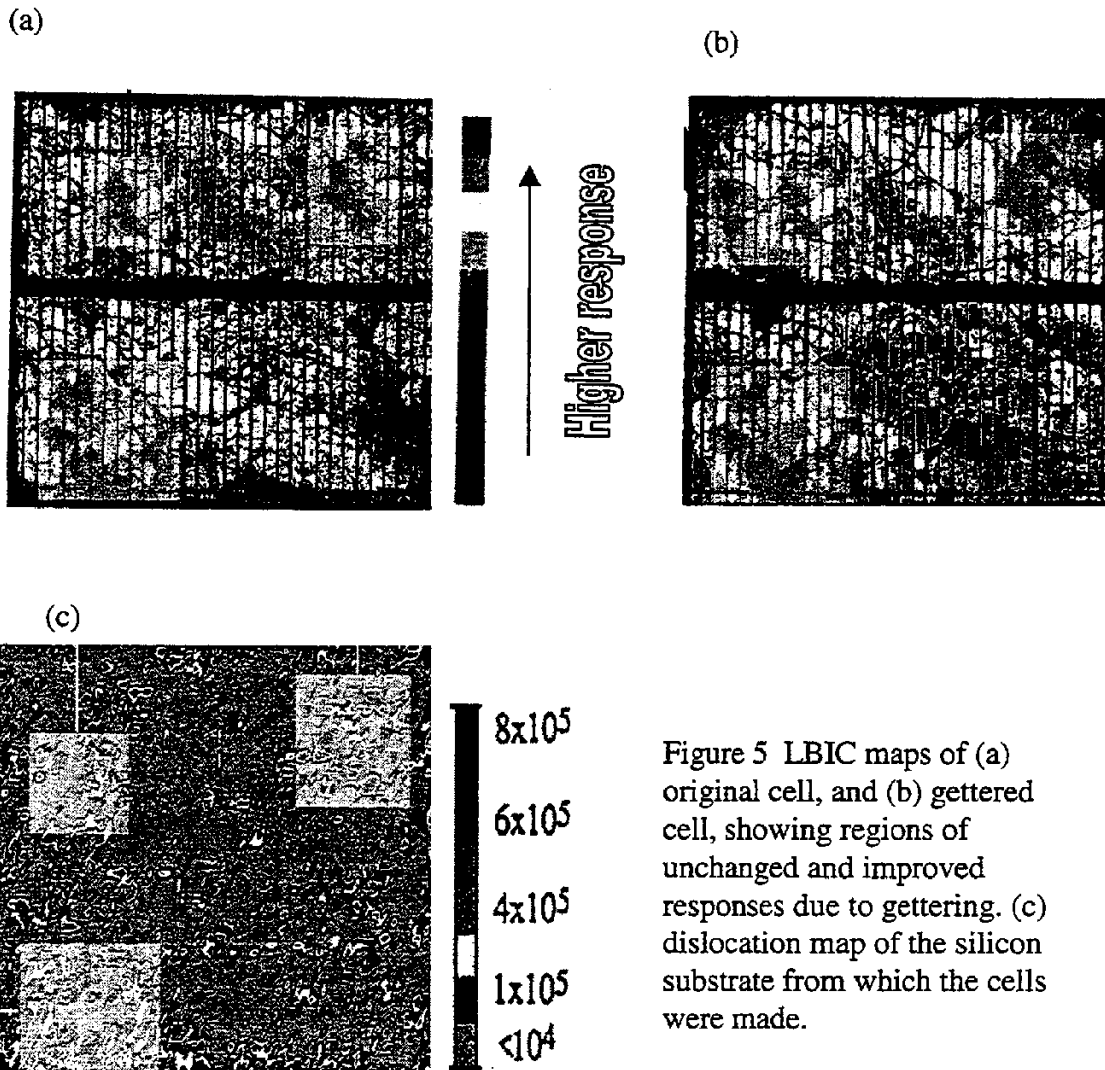 (a)
(b)
Higher response
(c)
8x10⁵
6x10⁵
4x10⁵
1x10⁵
<10⁴
Figure 5 LBIC maps of (a)
original cell, and (b) gettered
cell, showing regions of
unchanged and improved
responses due to gettering. (c)
dislocation map of the silicon
substrate from which the cells
were made.